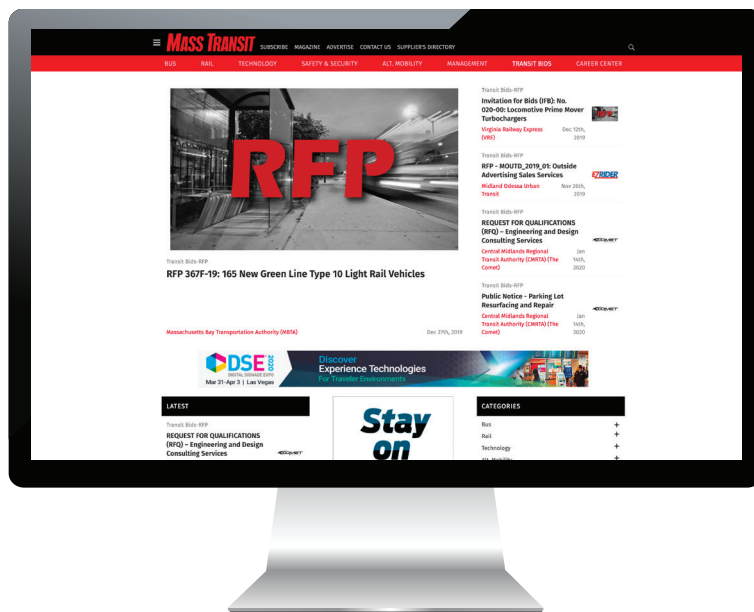 MASS TRANSIT SUBSCRIBE MAGAZINE ADVERTISE CONTACT US SUPPLIER'S DIRECTORY
BUS RAIL TECHNOLOGY SAFETY & SECURITY ALT. MOBILITY MANAGEMENT TRANSIT BIDS CAREER CENTER
RFP
Transit Bids-RFP
RFP 367F-19: 165 New Green Line Type 10 Light Rail Vehicles
Massachusetts Bay Transportation Authority (MBTA) Dec 27th, 2019
Transit Bids-RFP
Invitation for Bids (IFB): No.
020-00: Locomotive Prime Mover
Turbochargers
RFP
Virginia Railway Express Dec 12th,
(VRE) 2019
Transit Bids-RFP
RFP - MOUTD_2019_01: Outside
Advertising Sales Services
EZRIDER
Midland Odessa Urban Nov 26th,
Transit 2019
Transit Bids-RFP
REQUEST FOR QUALIFICATIONS
(RFQ) – Engineering and Design
Consulting Services
Central Midlands Regional Jan
Transit Authority (CMRTA) (The 14th,
Comet) 2020
Transit Bids-RFP
Public Notice - Parking Lot
Resurfacing and Repair
Central Midlands Regional Jan
Transit Authority (CMRTA) (The 14th,
Comet) 2020
DSE 2020
DIGITAL SIGNAGE EXPO
Mar 31-Apr 3 | Las Vegas
Discover
Experience Technologies
For Traveller Environments
LATEST
Transit Bids-RFP
REQUEST FOR QUALIFICATIONS
(RFQ) – Engineering and Design
Consulting Services
Stay
on
CATEGORIES
Bus +
Rail +
Technology +
Alt. Mobility +